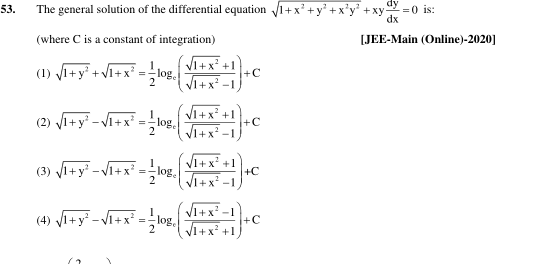 53. The general solution of the differential equation √(1+x²+y²+x²y²) + xy dy/dx = 0 is:
(where C is a constant of integration) [JEE-Main (Online)-2020]
(1) √(1+y²) + √(1+x²) = 1/2 logₑ((√(1+x²)+1)/(√(1+x²)−1)) + C
(2) √(1+y²) − √(1+x²) = 1/2 logₑ((√(1+x²)+1)/(√(1+x²)−1)) + C
(3) √(1+y²) − √(1+x²) = 1/2 logₑ((√(1+x²)+1)/(√(1+x²)−1)) +C
(4) √(1+y²) − √(1+x²) = 1/2 logₑ((√(1+x²)−1)/(√(1+x²)+1)) + C